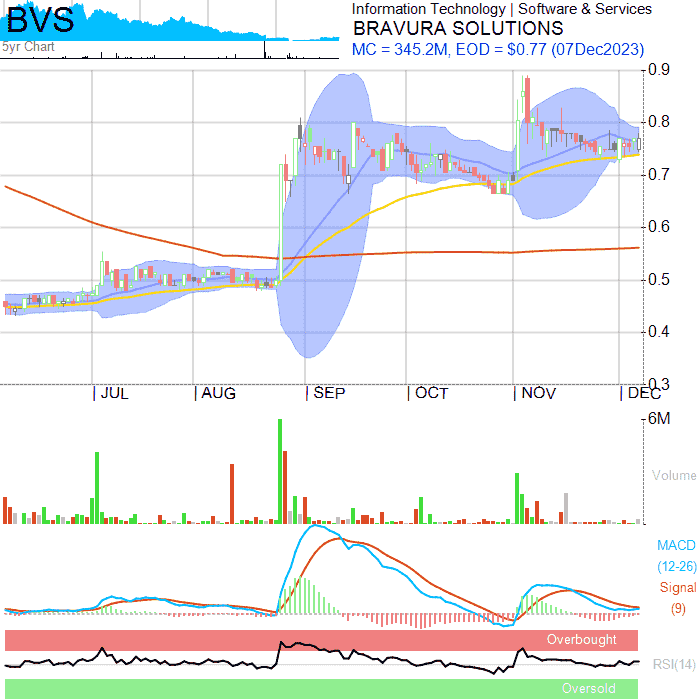 BVS
5yr Chart
Information Technology | Software & Services
BRAVURA SOLUTIONS
MC = 345.2M, EOD = $0.77 (07Dec2023)
0.9
0.8
0.7
0.6
0.5
0.4
0.3
JUL AUG SEP OCT NOV DEC
6M
Volume
MACD
(12-26)
Signal
(9)
Overbought
RSI(14)
Oversold